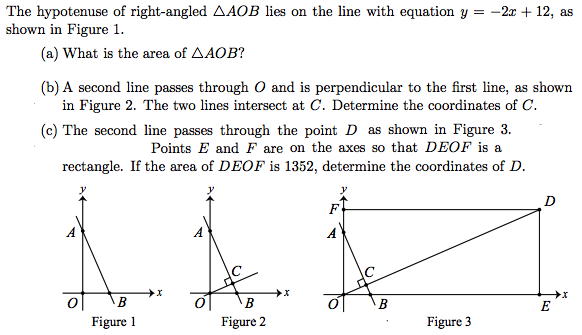 The hypotenuse of right-angled △AOB lies on the line with equation y = −2x + 12, as
shown in Figure 1.
(a) What is the area of △AOB?
(b) A second line passes through O and is perpendicular to the first line, as shown
in Figure 2. The two lines intersect at C. Determine the coordinates of C.
(c) The second line passes through the point D as shown in Figure 3.
Points E and F are on the axes so that DEOF is a
rectangle. If the area of DEOF is 1352, determine the coordinates of D.
y
A
O
B
x
Figure 1
y
A
C
O
B
x
Figure 2
y
F
D
A
C
O
B
E
x
Figure 3